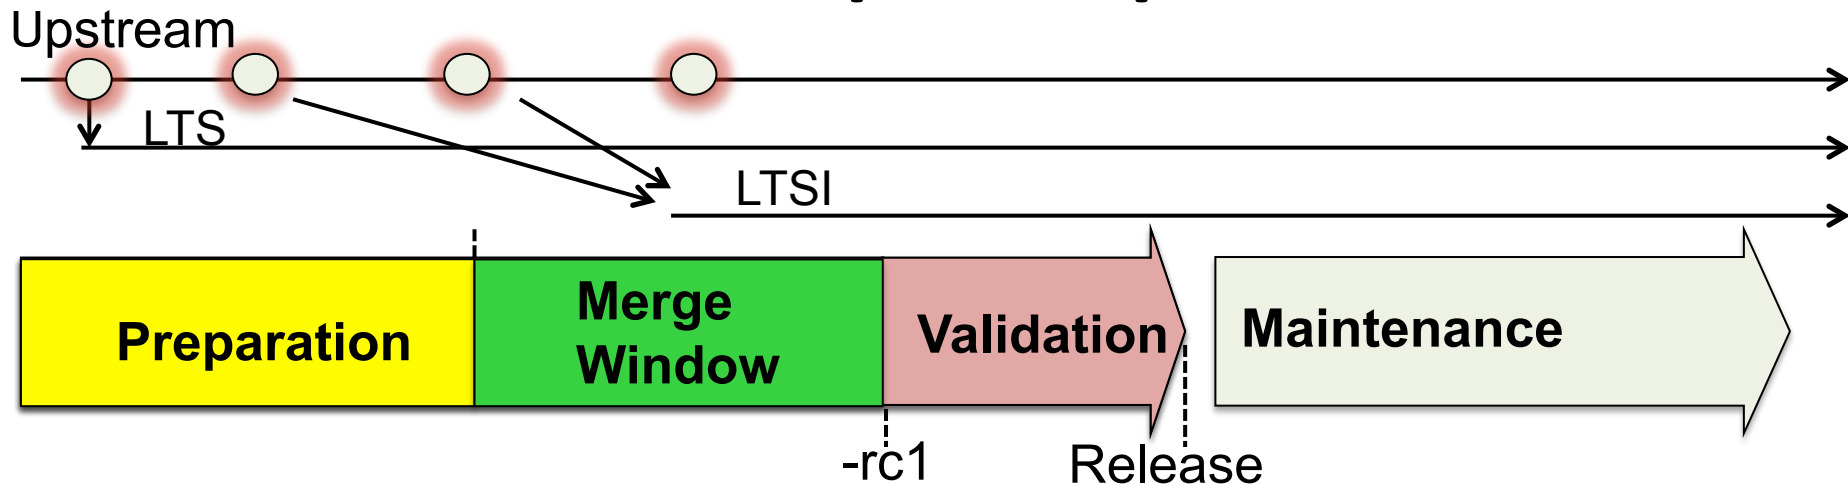 Upstream
LTS
LTSI
Preparation
Merge
Window
Validation
Maintenance
-rc1
Release